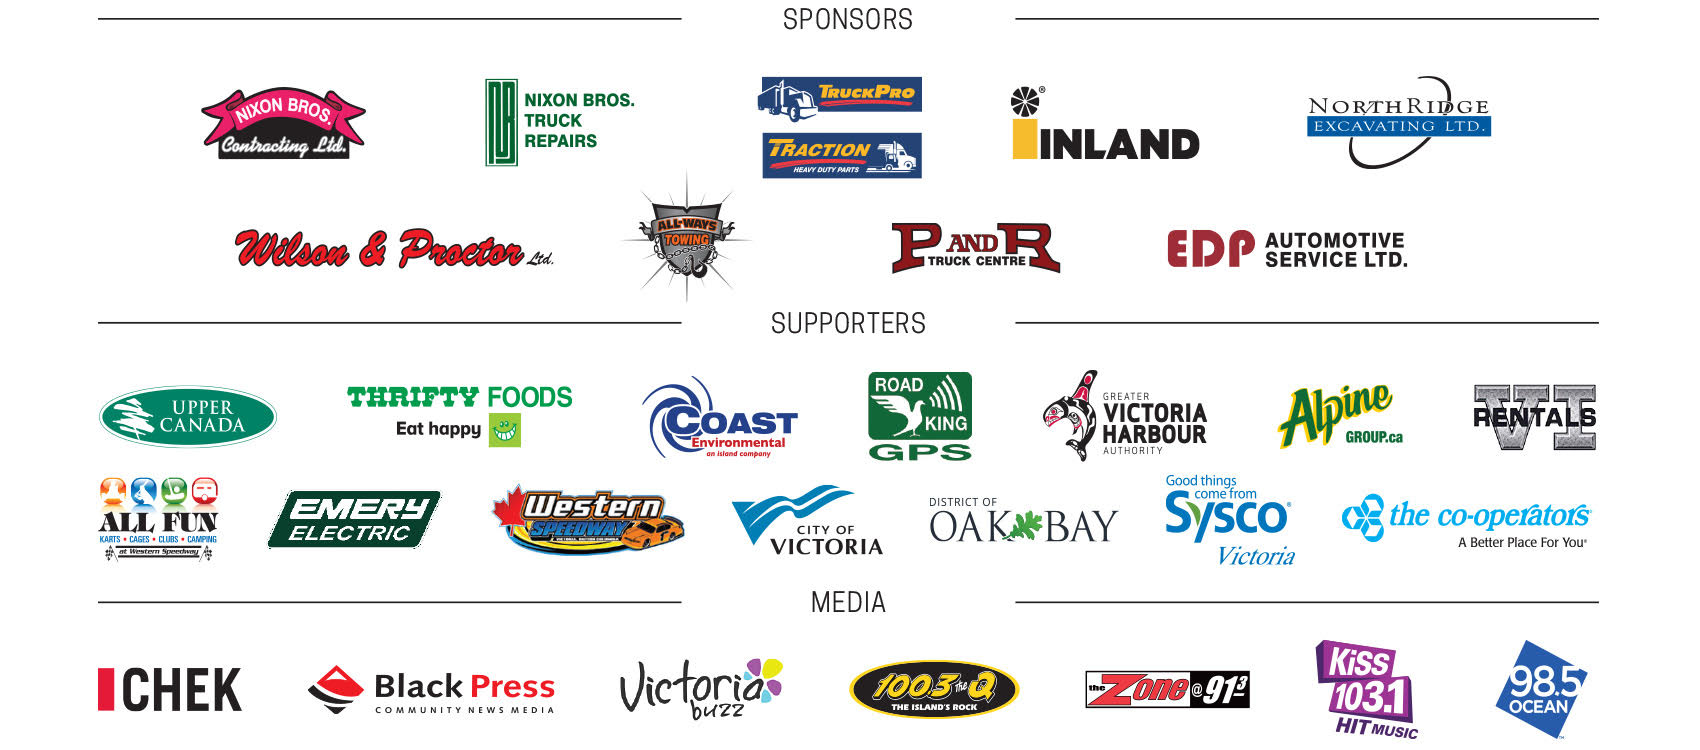 SPONSORS
NIXON BROS.
Contracting Ltd.
NIXON BROS.
TRUCK
REPAIRS
TRUCKPRO
TRACTION
HEAVY DUTY PARTS
INLAND
NORTHRIDGE
EXCAVATING LTD.
Wilson & Proctor Ltd.
ALL-WAYS
TOWING
P AND R
TRUCK CENTRE
EDP AUTOMOTIVE
SERVICE LTD.
SUPPORTERS
UPPER
CANADA
THRIFTY FOODS
Eat happy
COAST
Environmental
an island company
ROAD
KING
GPS
GREATER
VICTORIA
HARBOUR
AUTHORITY
Alpine
GROUP.ca
VI
RENTALS
ALL FUN
KARTS • CAGES • CLUBS • CAMPING
at Western Speedway
EMERY
ELECTRIC
Western
SPEEDWAY
VICTORIA, BRITISH COLUMBIA
CITY OF
VICTORIA
DISTRICT OF
OAK BAY
Good things
come from
Sysco®
Victoria
the co-operators®
A Better Place For You®
MEDIA
CHEK
Black Press
COMMUNITY NEWS MEDIA
Victoria
buzz
100.3 the Q
THE ISLAND'S ROCK
the Zone @ 91³
KiSS
103.1
HIT MUSIC
98.5
OCEAN